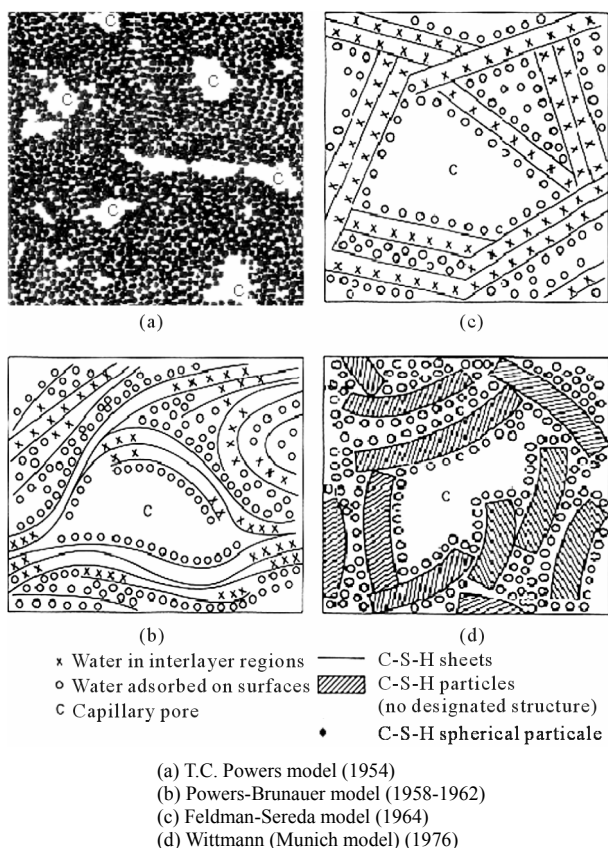 C
C
C
C
C
(a)
C
(c)
C
(b)
C
(d)
x Water in interlayer regions
o Water adsorbed on surfaces
C Capillary pore
C-S-H sheets
C-S-H particles
(no designated structure)
C-S-H spherical particale
(a) T.C. Powers model (1954)
(b) Powers-Brunauer model (1958-1962)
(c) Feldman-Sereda model (1964)
(d) Wittmann (Munich model) (1976)